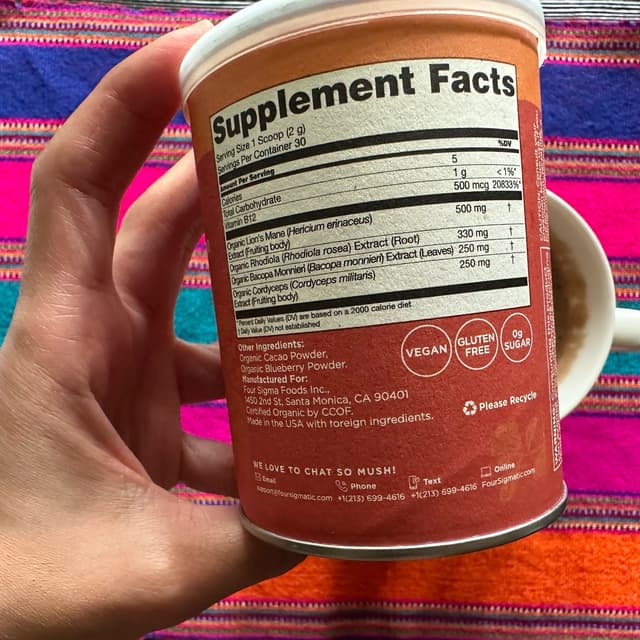 Supplement Facts
Serving Size 1 Scoop (2 g)
Servings Per Container 30
Amount Per Serving %DV
Calories 5
Total Carbohydrate 1 g <1%*
Vitamin B12 500 mcg 20833%*
Organic Lion's Mane (Hericium erinaceus) 500 mg †
Extract (Fruiting body)
Organic Rhodiola (Rhodiola rosea) Extract (Root) 330 mg †
Organic Bacopa Monnieri (Bacopa monnieri) Extract (Leaves) 250 mg †
Organic Cordyceps (Cordyceps militaris) 250 mg †
Extract (Fruiting body)
*Percent Daily Values (DV) are based on a 2000 calorie diet
† Daily Value (DV) not established
Other Ingredients:
Organic Cacao Powder,
Organic Blueberry Powder.
Manufactured For:
Four Sigma Foods Inc.,
1450 2nd St, Santa Monica, CA 90401
Certified Organic by CCOF.
Made in the USA with foreign ingredients.
VEGAN
GLUTEN
FREE
0g
SUGAR
Please Recycle
WE LOVE TO CHAT SO MUSH!
Email
support@foursigmatic.com
Phone
+1(213) 699-4616
Text
+1(213) 699-4616
Online
FourSigmatic.com